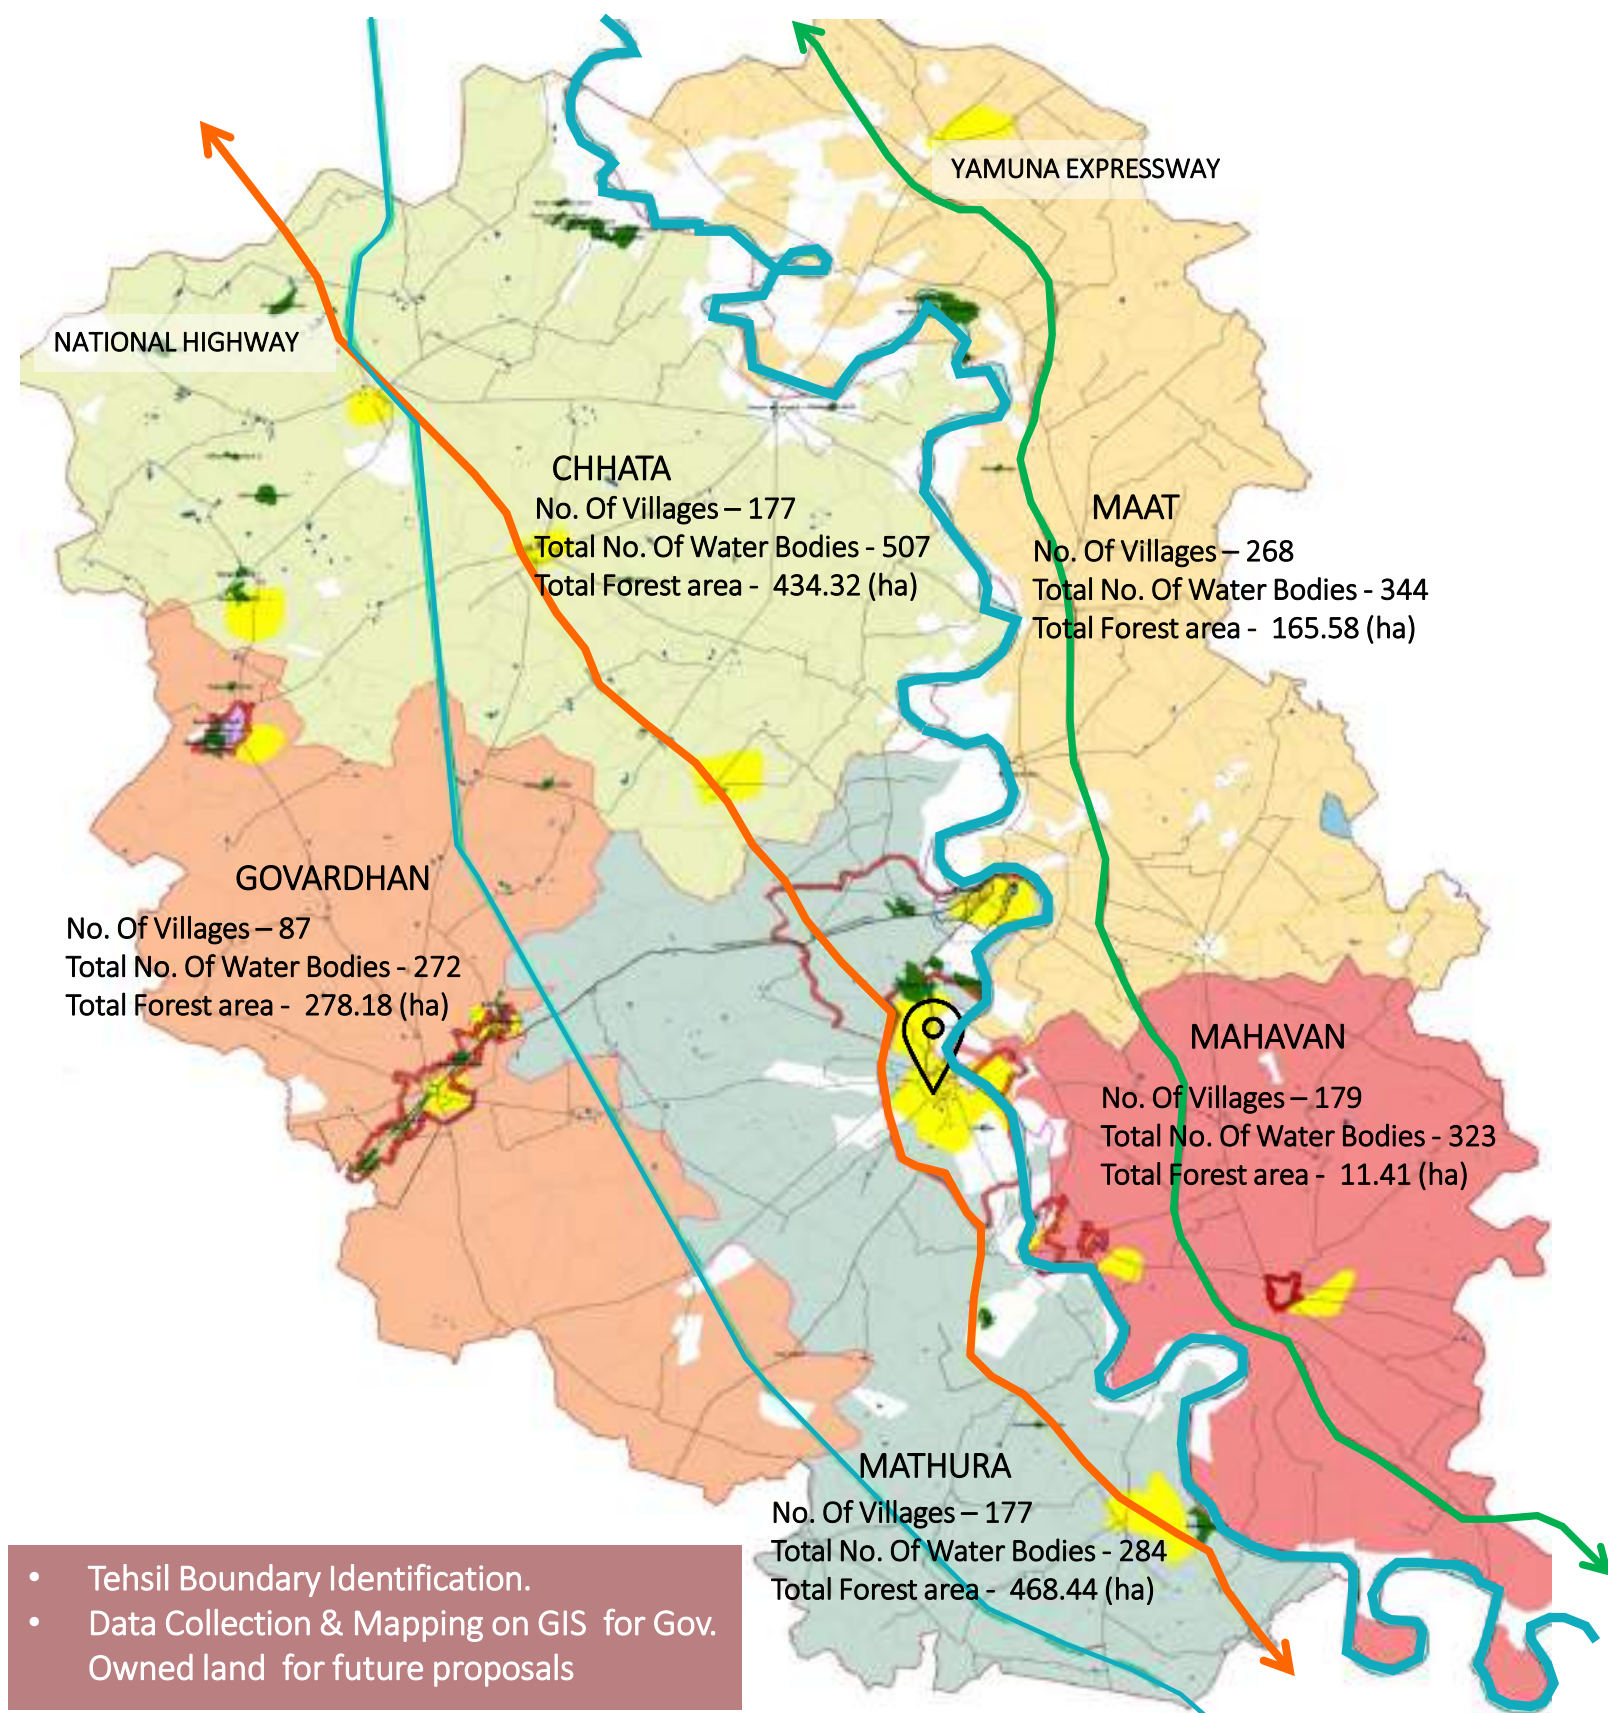 YAMUNA EXPRESSWAY
NATIONAL HIGHWAY
CHHATA
No. Of Villages – 177
Total No. Of Water Bodies - 507
Total Forest area -  434.32 (ha)
MAAT
No. Of Villages – 268
Total No. Of Water Bodies - 344
Total Forest area -  165.58 (ha)
GOVARDHAN
No. Of Villages – 87
Total No. Of Water Bodies - 272
Total Forest area -  278.18 (ha)
MAHAVAN
No. Of Villages – 179
Total No. Of Water Bodies - 323
Total Forest area -  11.41 (ha)
MATHURA
No. Of Villages – 177
Total No. Of Water Bodies - 284
Total Forest area -  468.44 (ha)
• Tehsil Boundary Identification.
• Data Collection & Mapping on GIS  for Gov.
Owned land  for future proposals